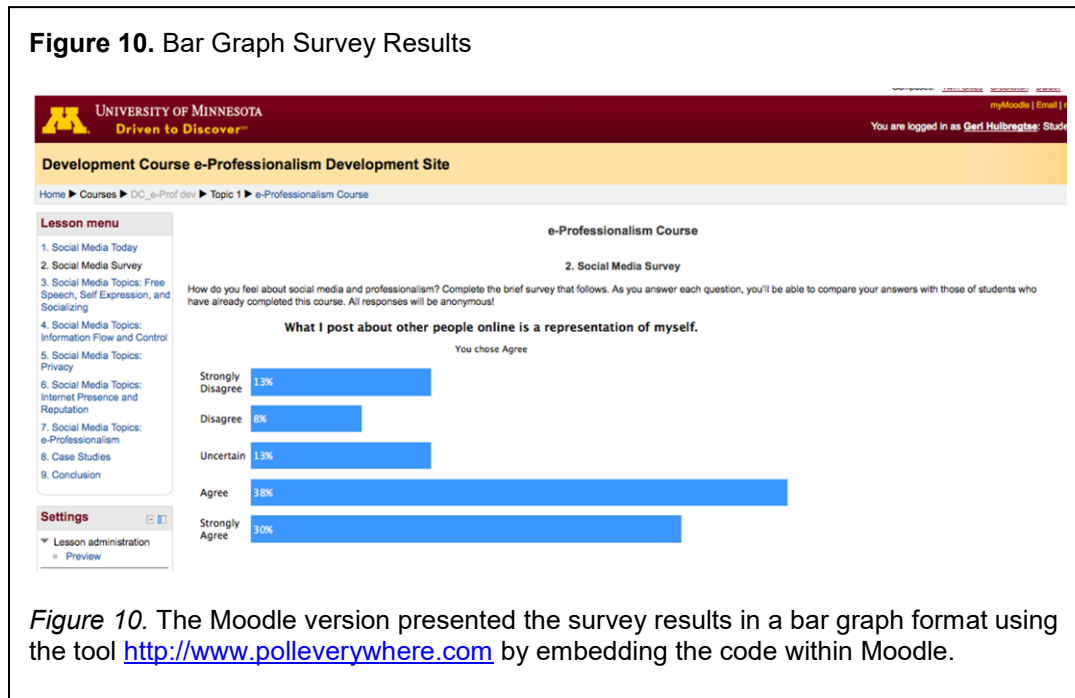 Figure 10. Bar Graph Survey Results
UNIVERSITY OF MINNESOTA
Driven to Discover℠
myMoodle | Email |
You are logged in as Geri Hulbregtse: Stude
Development Course e-Professionalism Development Site
Home ▶ Courses ▶ DC_e-Prof dev ▶ Topic 1 ▶ e-Professionalism Course
Lesson menu
1. Social Media Today
2. Social Media Survey
3. Social Media Topics: Free
Speech, Self Expression, and
Socializing
4. Social Media Topics:
Information Flow and Control
5. Social Media Topics:
Privacy
6. Social Media Topics:
Internet Presence and
Reputation
7. Social Media Topics:
e-Professionalism
8. Case Studies
9. Conclusion
Settings
Lesson administration
Preview
e-Professionalism Course
2. Social Media Survey
How do you feel about social media and professionalism? Complete the brief survey that follows. As you answer each question, you'll be able to compare your answers with those of students who
have already completed this course. All responses will be anonymous!
What I post about other people online is a representation of myself.
You chose Agree
Strongly
Disagree
13%
Disagree 8%
Uncertain 13%
Agree 38%
Strongly
Agree
30%
Figure 10. The Moodle version presented the survey results in a bar graph format using
the tool http://www.polleverywhere.com by embedding the code within Moodle.